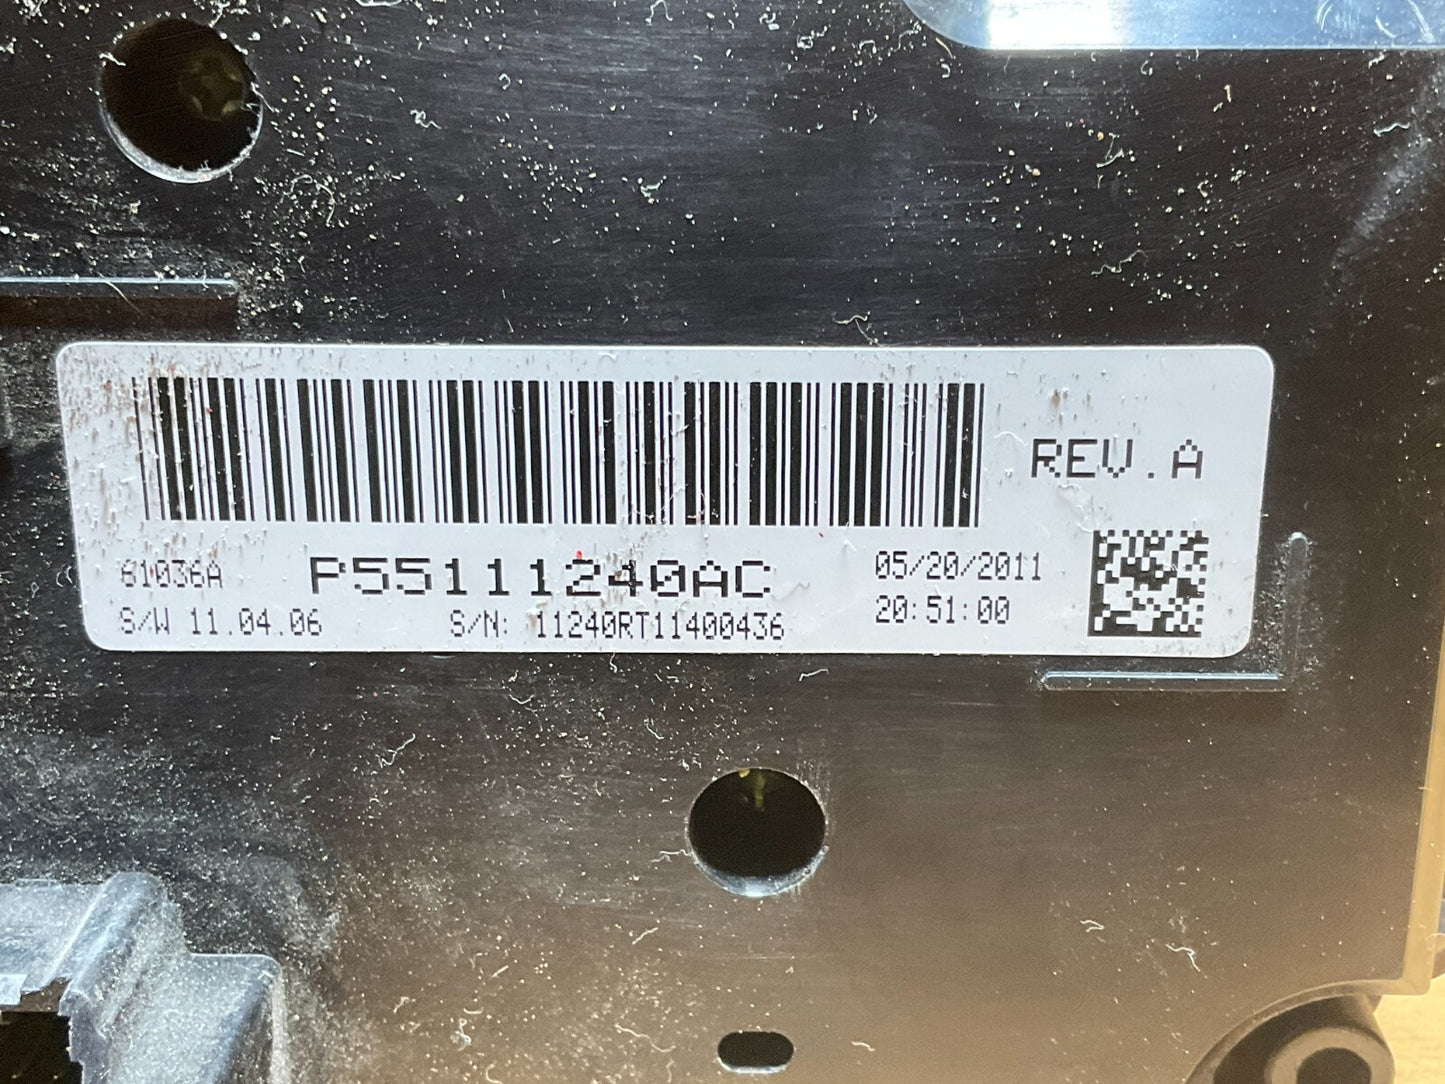 REV.A
61036A P55111240AC 05/20/2011
S/W 11.04.06 S/N: 11240RT11400436 20:51:00